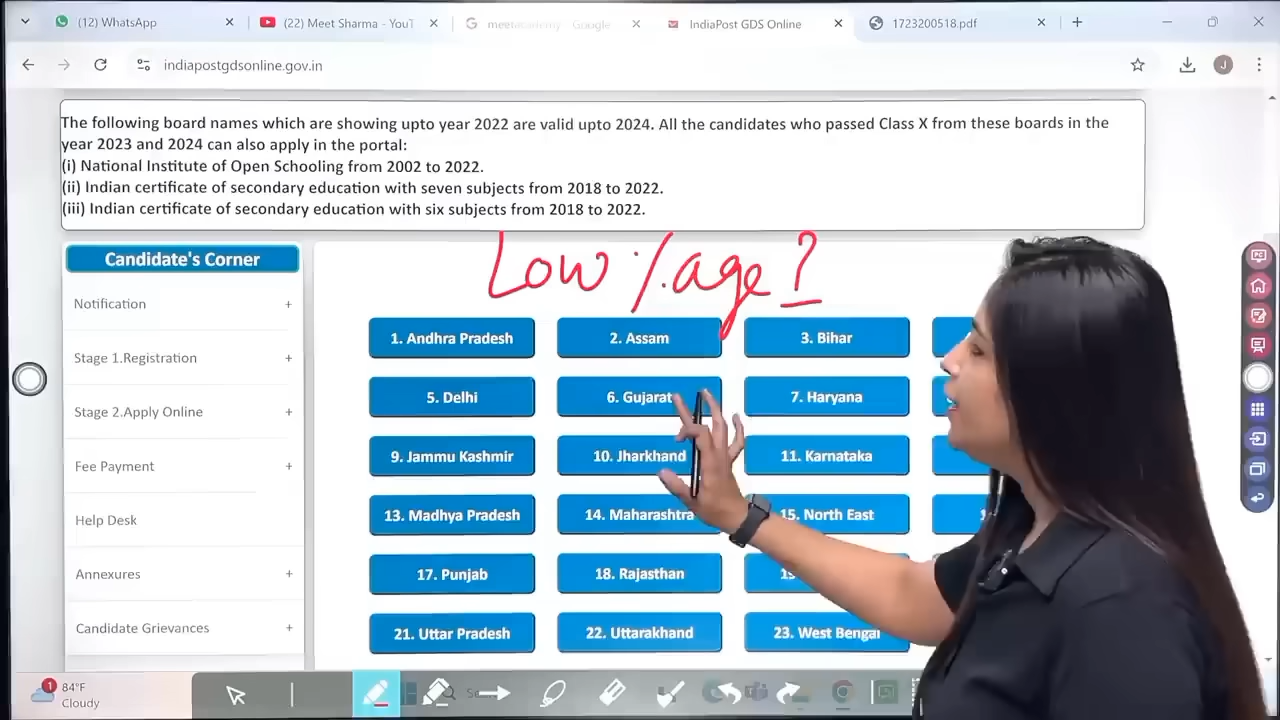 (12) WhatsApp
(22) Meet Sharma - YouT
meetacademy - Google
IndiaPost GDS Online
1723200518.pdf
indiapostgdsonline.gov.in
J
The following board names which are showing upto year 2022 are valid upto 2024. All the candidates who passed Class X from these boards in the
year 2023 and 2024 can also apply in the portal:
(i) National Institute of Open Schooling from 2002 to 2022.
(ii) Indian certificate of secondary education with seven subjects from 2018 to 2022.
(iii) Indian certificate of secondary education with six subjects from 2018 to 2022.
Candidate's Corner
Notification +
Stage 1.Registration +
Stage 2.Apply Online +
Fee Payment +
Help Desk
Annexures +
Candidate Grievances +
Low %age?
1. Andhra Pradesh
2. Assam
3. Bihar
5. Delhi
6. Gujarat
7. Haryana
9. Jammu Kashmir
10. Jharkhand
11. Karnataka
13. Madhya Pradesh
14. Maharashtra
15. North East
17. Punjab
18. Rajasthan
21. Uttar Pradesh
22. Uttarakhand
23. West Bengal
PC
1
84°F
Cloudy